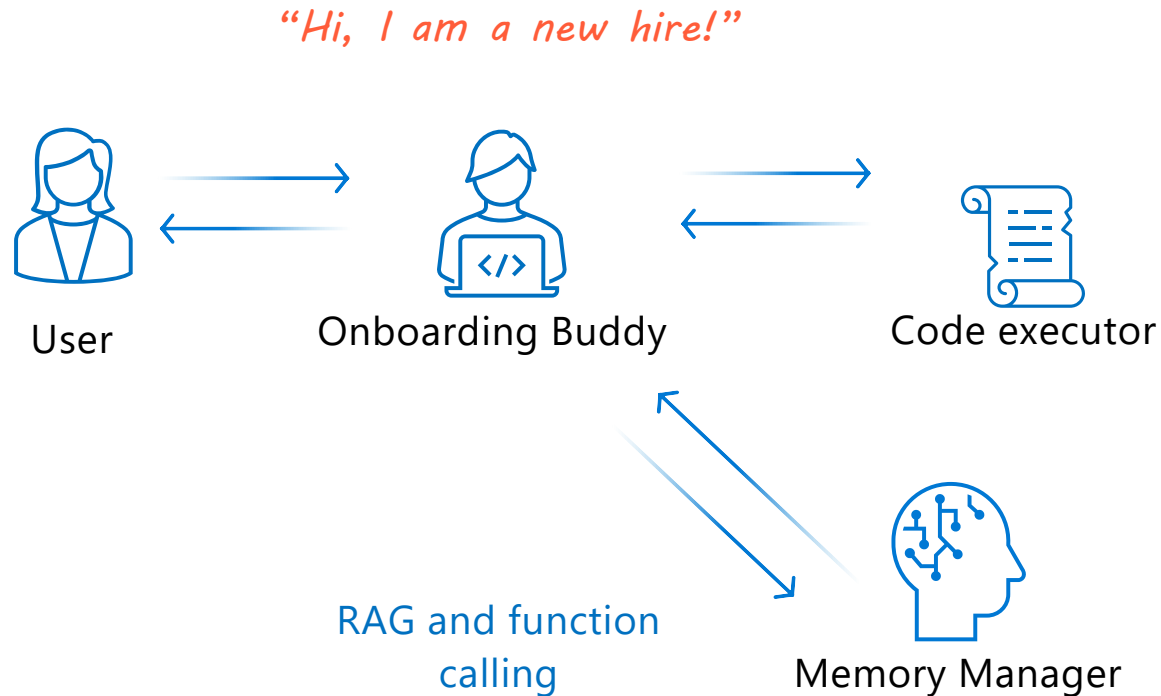 “Hi, I am a new hire!”
</>
User
Onboarding Buddy
Code executor
RAG and function
calling
Memory Manager